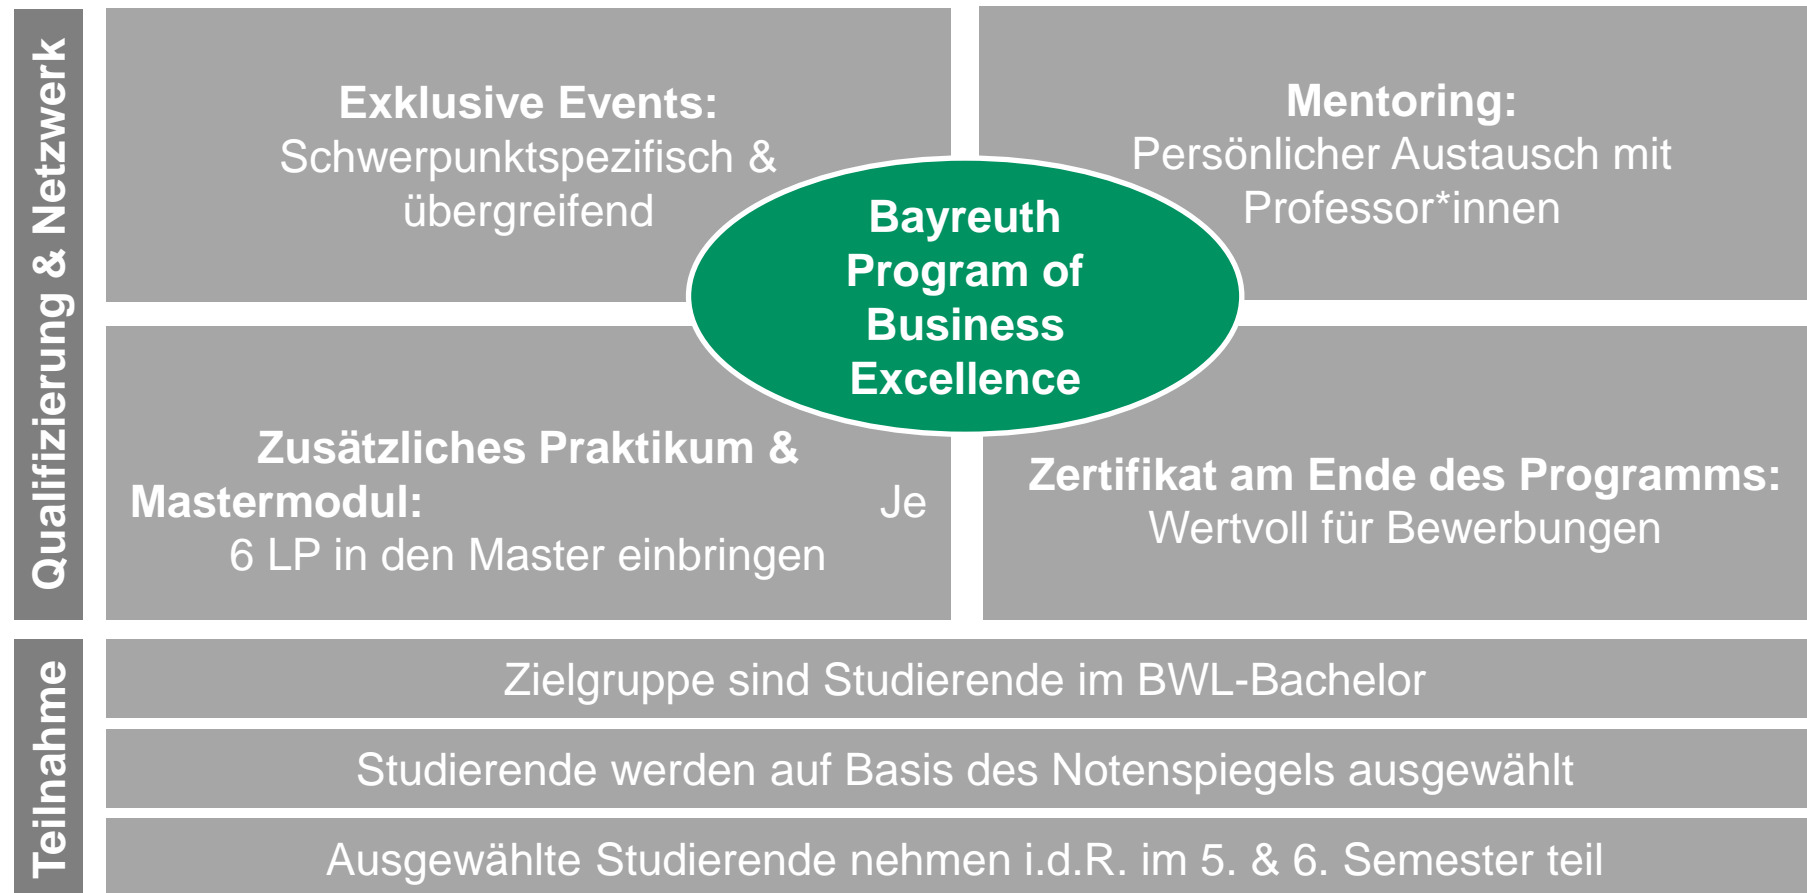 Qualifizierung & Netzwerk
Exklusive Events:
Schwerpunktspezifisch &
übergreifend
Mentoring:
Persönlicher Austausch mit
Professor*innen
Bayreuth
Program of
Business
Excellence
Zusätzliches Praktikum &
Mastermodul: Je
6 LP in den Master einbringen
Zertifikat am Ende des Programms:
Wertvoll für Bewerbungen
Teilnahme
Zielgruppe sind Studierende im BWL-Bachelor
Studierende werden auf Basis des Notenspiegels ausgewählt
Ausgewählte Studierende nehmen i.d.R. im 5. & 6. Semester teil